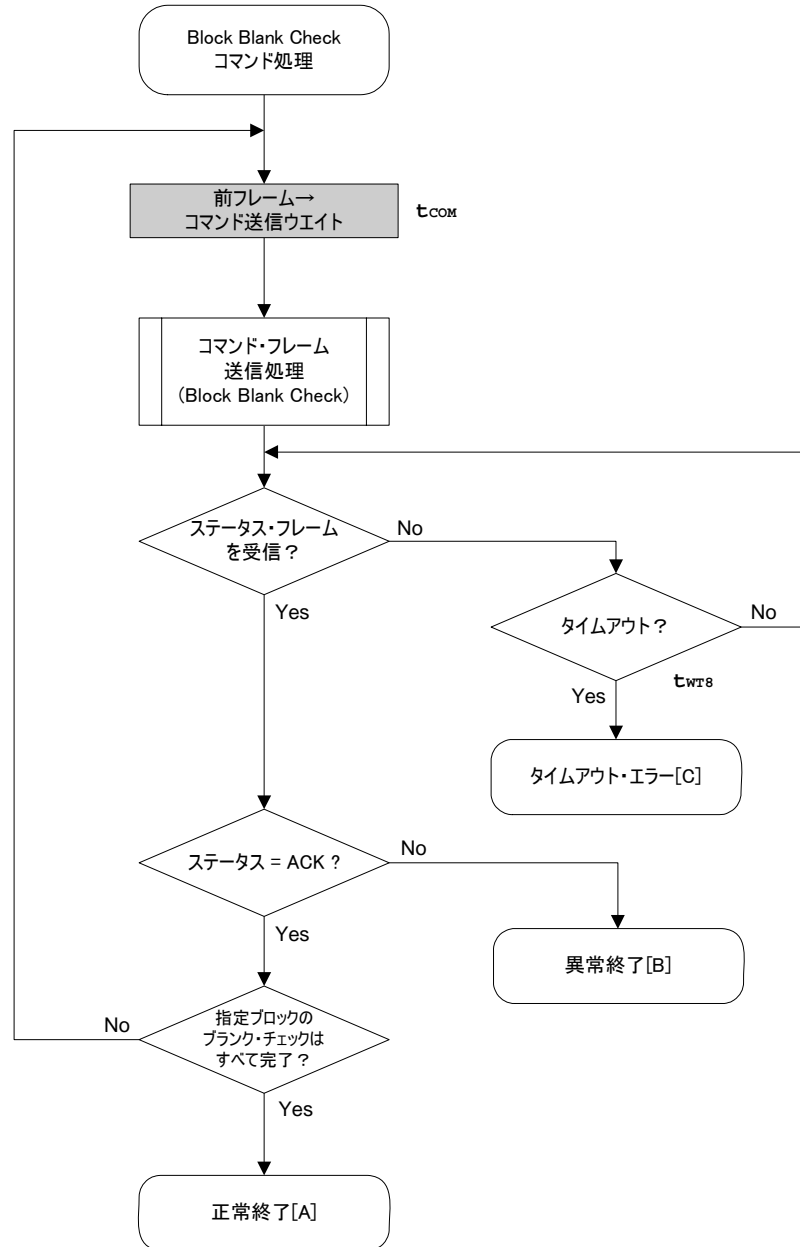 Block Blank Check
コマンド処理
前フレーム→
コマンド送信ウエイト
tCOM
コマンド・フレーム
送信処理
(Block Blank Check)
ステータス・フレーム
を受信？
No
Yes
タイムアウト？
No
tWT8
Yes
タイムアウト・エラー[C]
ステータス = ACK ?
No
Yes
異常終了[B]
指定ブロックの
ブランク・チェックは
すべて完了？
No
Yes
正常終了[A]